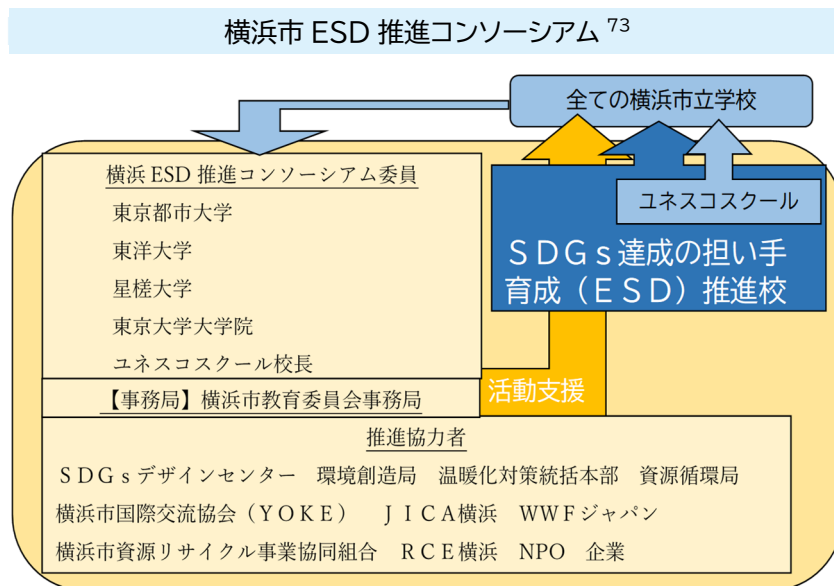 横浜市 ESD 推進コンソーシアム 73
全ての横浜市立学校
横浜 ESD 推進コンソーシアム委員
東京都市大学
東洋大学
星槎大学
東京大学大学院
ユネスコスクール校長
ユネスコスクール
SDGs達成の担い手
育成（ESD）推進校
活動支援
【事務局】横浜市教育委員会事務局
推進協力者
SDGsデザインセンター 環境創造局 温暖化対策統括本部 資源循環局
横浜市国際交流協会（YOKE） JICA横浜 WWFジャパン
横浜市資源リサイクル事業協同組合 RCE横浜 NPO 企業